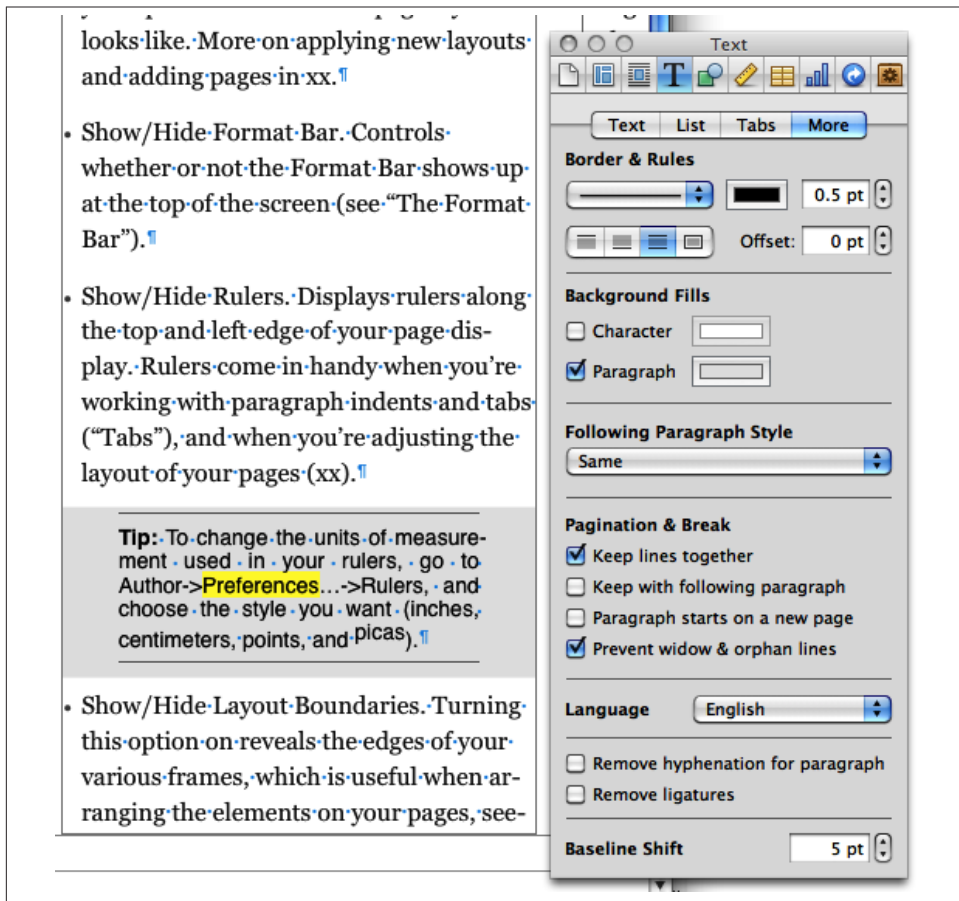 looks like. More on applying new layouts
and adding pages in xx.¶
• Show/Hide Format Bar. Controls
whether or not the Format Bar shows up
at the top of the screen (see “The Format
Bar”).¶
• Show/Hide Rulers. Displays rulers along
the top and left edge of your page dis-
play. Rulers come in handy when you’re
working with paragraph indents and tabs
(“Tabs”), and when you’re adjusting the
layout of your pages (xx).¶
Tip: To change the units of measure-
ment used in your rulers, go to
Author->Preferences...->Rulers, and
choose the style you want (inches,
centimeters, points, and picas).¶
• Show/Hide Layout Boundaries. Turning
this option on reveals the edges of your
various frames, which is useful when ar-
ranging the elements on your pages, see-
Text
T
Text List Tabs More
Border & Rules
0.5 pt
Offset: 0 pt
Background Fills
Character
Paragraph
Following Paragraph Style
Same
Pagination & Break
Keep lines together
Keep with following paragraph
Paragraph starts on a new page
Prevent widow & orphan lines
Language English
Remove hyphenation for paragraph
Remove ligatures
Baseline Shift 5 pt